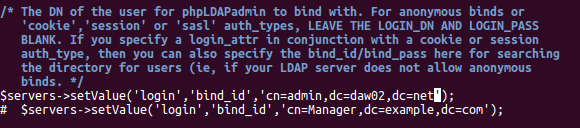 /* The DN of the user for phpLDAPadmin to bind with. For anonymous binds or
'cookie','session' or 'sasl' auth_types, LEAVE THE LOGIN_DN AND LOGIN_PASS
BLANK. If you specify a login_attr in conjunction with a cookie or session
auth_type, then you can also specify the bind_id/bind_pass here for searching
the directory for users (ie, if your LDAP server does not allow anonymous
binds. */
$servers->setValue('login','bind_id','cn=admin,dc=daw02,dc=net');
#  $servers->setValue('login','bind_id','cn=Manager,dc=example,dc=com');